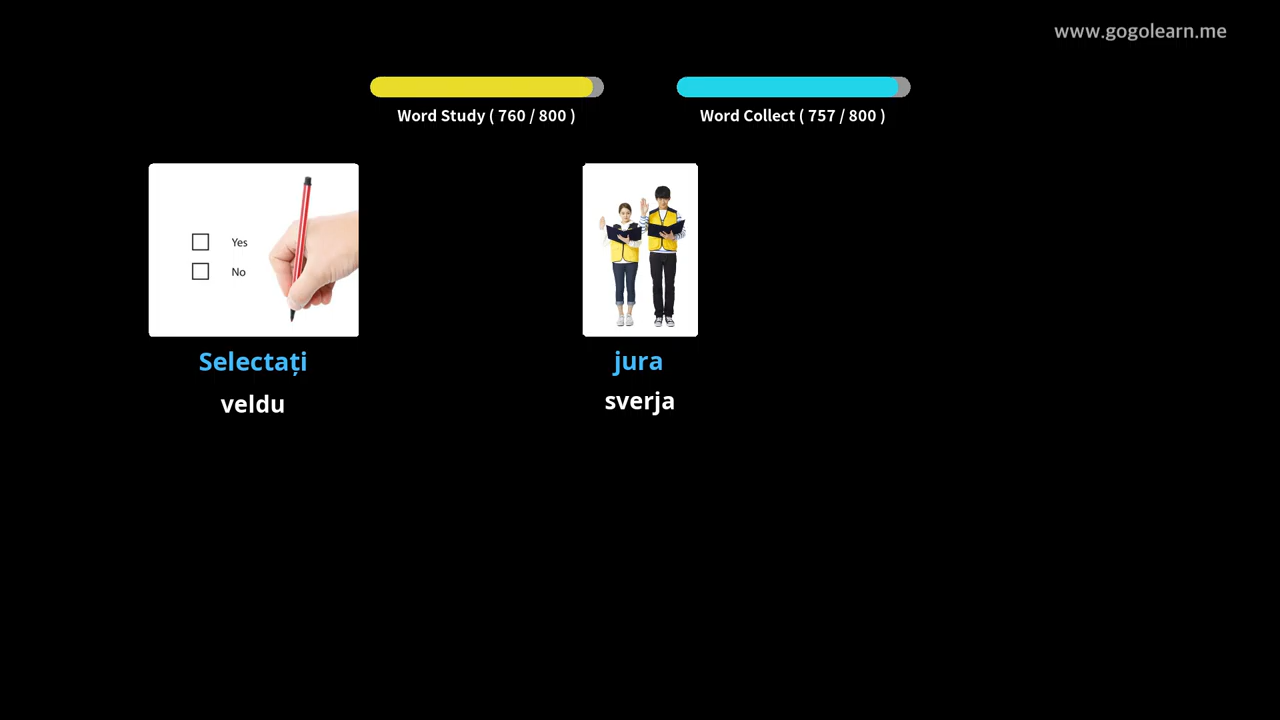 www.gogolearn.me
Word Study ( 760 / 800 )
Word Collect ( 757 / 800 )
Yes
No
Selectați
veldu
jura
sverja